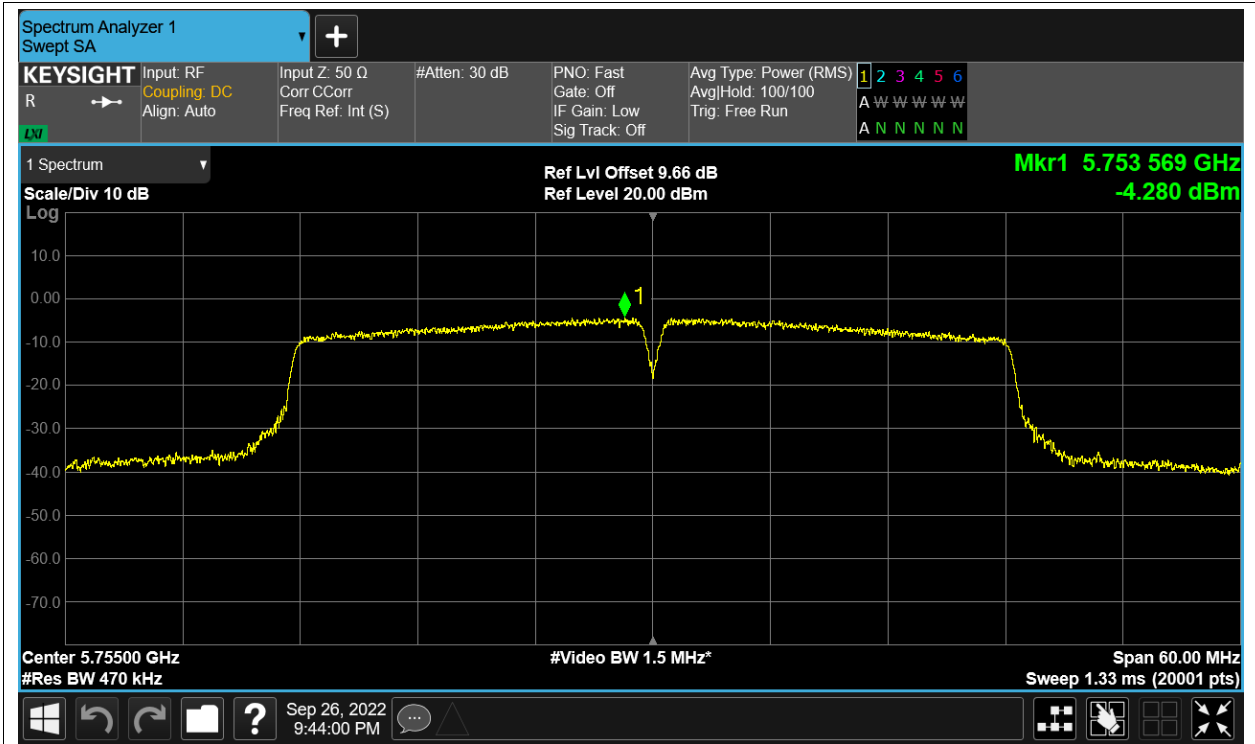 Spectrum Analyzer 1
Swept SA
KEYSIGHT
R
LXI
Input: RF
Coupling: DC
Align: Auto
Input Z: 50 Ω
Corr CCorr
Freq Ref: Int (S)
#Atten: 30 dB
PNO: Fast
Gate: Off
IF Gain: Low
Sig Track: Off
Avg Type: Power (RMS)
Avg|Hold: 100/100
Trig: Free Run
1 2 3 4 5 6
A W W W W W
A N N N N N
1 Spectrum
Scale/Div 10 dB
Ref Lvl Offset 9.66 dB
Ref Level 20.00 dBm
Mkr1 5.753 569 GHz
-4.280 dBm
Log
10.0
0.00
-10.0
-20.0
-30.0
-40.0
-50.0
-60.0
-70.0
1
Center 5.75500 GHz
#Res BW 470 kHz
#Video BW 1.5 MHz*
Span 60.00 MHz
Sweep 1.33 ms (20001 pts)
?
Sep 26, 2022
9:44:00 PM